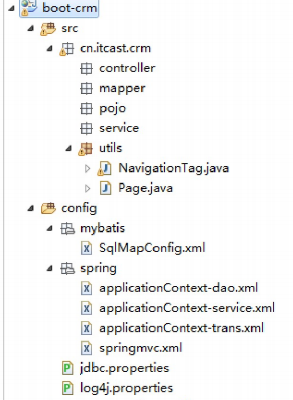 boot-crm
src
cn.itcast.crm
controller
mapper
pojo
service
utils
NavigationTag.java
Page.java
config
mybatis
SqlMapConfig.xml
spring
applicationContext-dao.xml
applicationContext-service.xml
applicationContext-trans.xml
springmvc.xml
jdbc.properties
log4j.properties